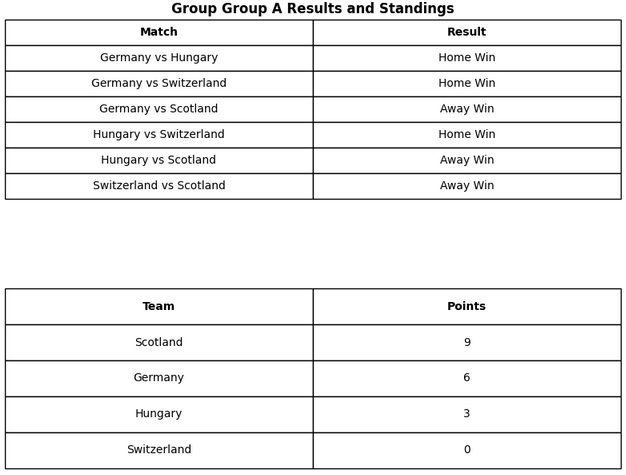 Group Group A Results and Standings
Match Result
Germany vs Hungary Home Win
Germany vs Switzerland Home Win
Germany vs Scotland Away Win
Hungary vs Switzerland Home Win
Hungary vs Scotland Away Win
Switzerland vs Scotland Away Win
Team Points
Scotland 9
Germany 6
Hungary 3
Switzerland 0